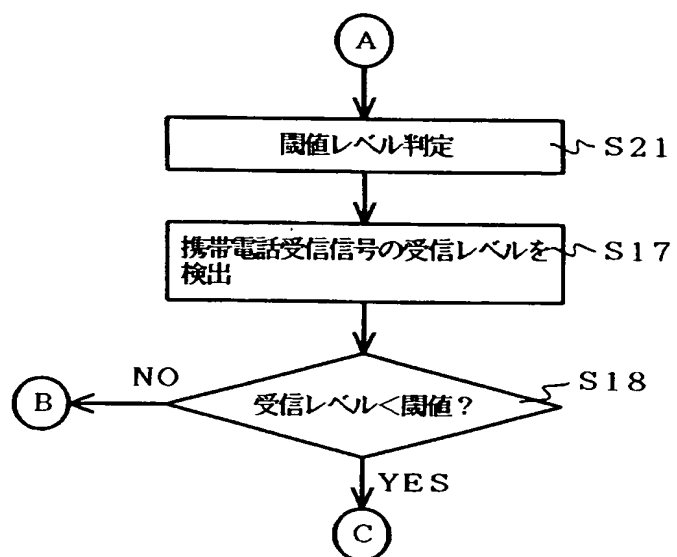 A
閾値レベル判定
S21
携帯電話受信信号の受信レベルを
検出
S17
受信レベル<閾値?
S18
NO
B
YES
C